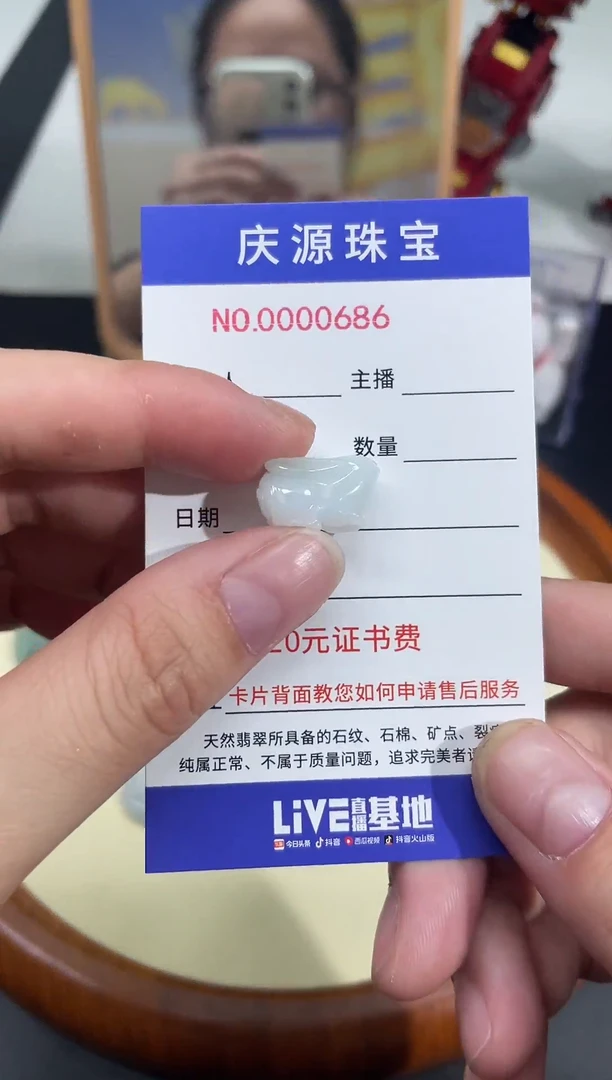 庆源珠宝
NO.0000686
人 主播
数量
日期
20元证书费
卡片背面教您如何申请售后服务
天然翡翠所具备的石纹、石棉、矿点、裂
纯属正常、不属于质量问题，追求完美者
LiVE直播基地
今日头条 抖音 西瓜视频 抖音火山版